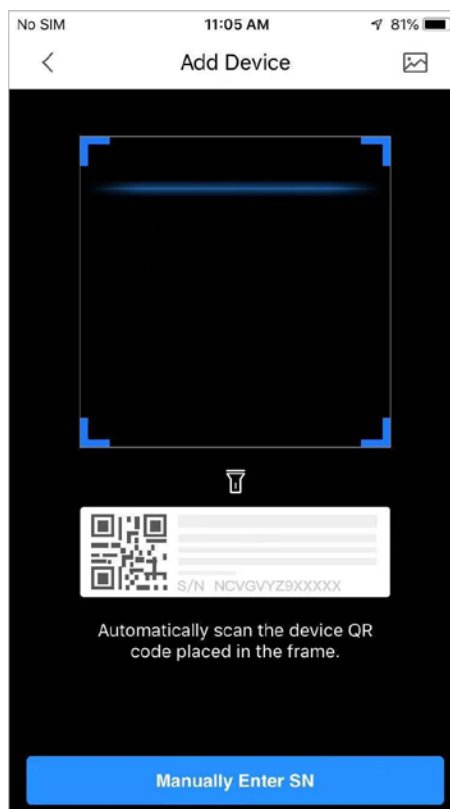 No SIM 11:05 AM 81%
Add Device
S/N NCVGVYZ9XXXXX
Automatically scan the device QR
code placed in the frame.
Manually Enter SN